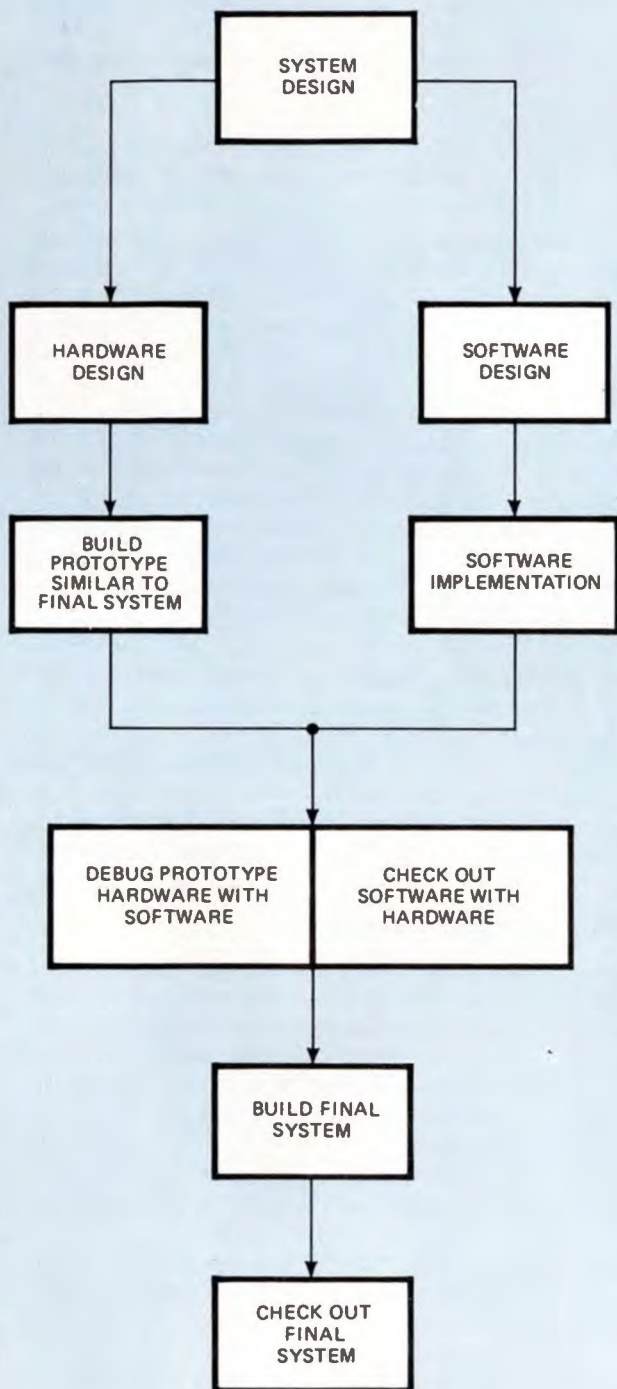 SYSTEM
DESIGN
HARDWARE
DESIGN
SOFTWARE
DESIGN
BUILD
PROTOTYPE
SIMILAR TO
FINAL SYSTEM
SOFTWARE
IMPLEMENTATION
DEBUG PROTOTYPE
HARDWARE WITH
SOFTWARE
CHECK OUT
SOFTWARE WITH
HARDWARE
BUILD FINAL
SYSTEM
CHECK OUT
FINAL
SYSTEM